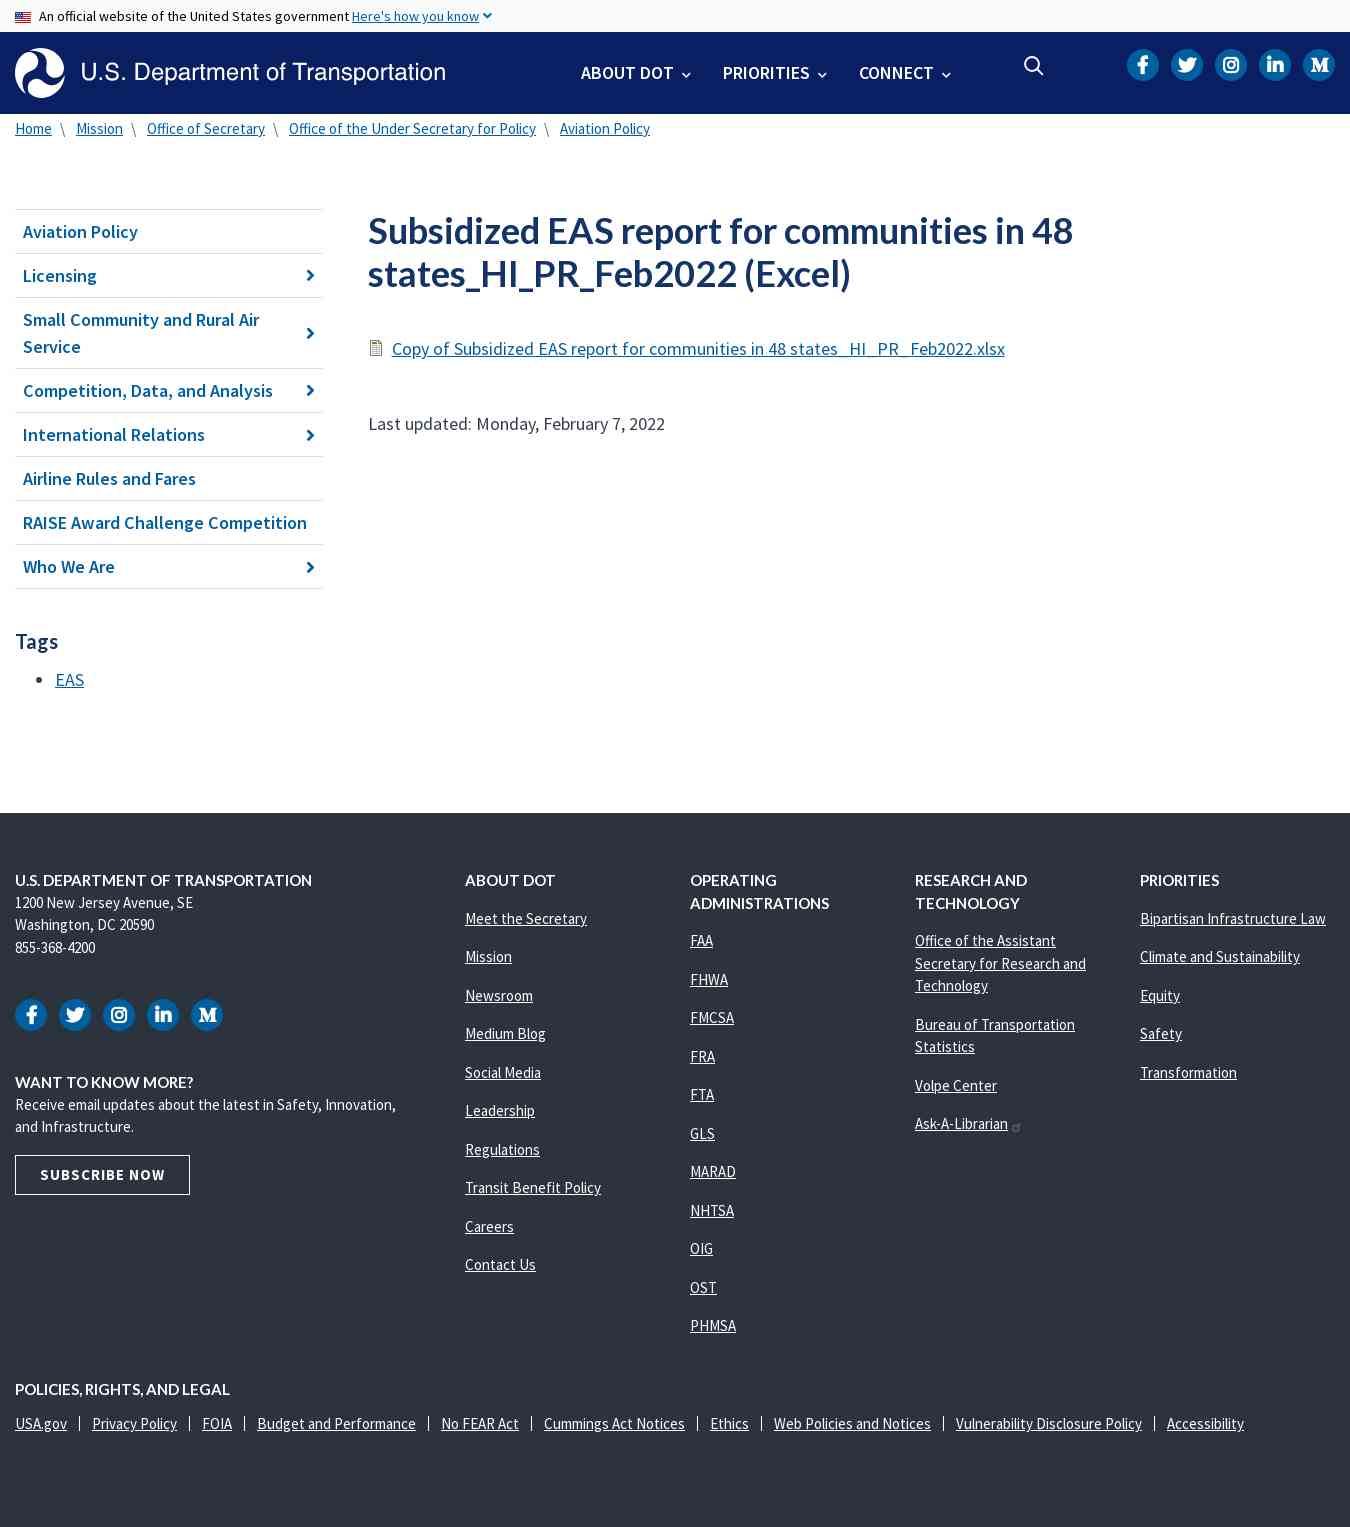 An official website of the United States government Here's how you know
U.S. Department of Transportation
ABOUT DOT
PRIORITIES
CONNECT
Home \ Mission \ Office of Secretary \ Office of the Under Secretary for Policy \ Aviation Policy
Aviation Policy
Licensing
Small Community and Rural Air
Service
Competition, Data, and Analysis
International Relations
Airline Rules and Fares
RAISE Award Challenge Competition
Who We Are
Tags
EAS
Subsidized EAS report for communities in 48
states_HI_PR_Feb2022 (Excel)
Copy of Subsidized EAS report for communities in 48 states_HI_PR_Feb2022.xlsx
Last updated: Monday, February 7, 2022
U.S. DEPARTMENT OF TRANSPORTATION
1200 New Jersey Avenue, SE
Washington, DC 20590
855-368-4200
WANT TO KNOW MORE?
Receive email updates about the latest in Safety, Innovation,
and Infrastructure.
SUBSCRIBE NOW
ABOUT DOT
Meet the Secretary
Mission
Newsroom
Medium Blog
Social Media
Leadership
Regulations
Transit Benefit Policy
Careers
Contact Us
OPERATING
ADMINISTRATIONS
FAA
FHWA
FMCSA
FRA
FTA
GLS
MARAD
NHTSA
OIG
OST
PHMSA
RESEARCH AND
TECHNOLOGY
Office of the Assistant
Secretary for Research and
Technology
Bureau of Transportation
Statistics
Volpe Center
Ask-A-Librarian
PRIORITIES
Bipartisan Infrastructure Law
Climate and Sustainability
Equity
Safety
Transformation
POLICIES, RIGHTS, AND LEGAL
USA.gov | Privacy Policy | FOIA | Budget and Performance | No FEAR Act | Cummings Act Notices | Ethics | Web Policies and Notices | Vulnerability Disclosure Policy | Accessibility